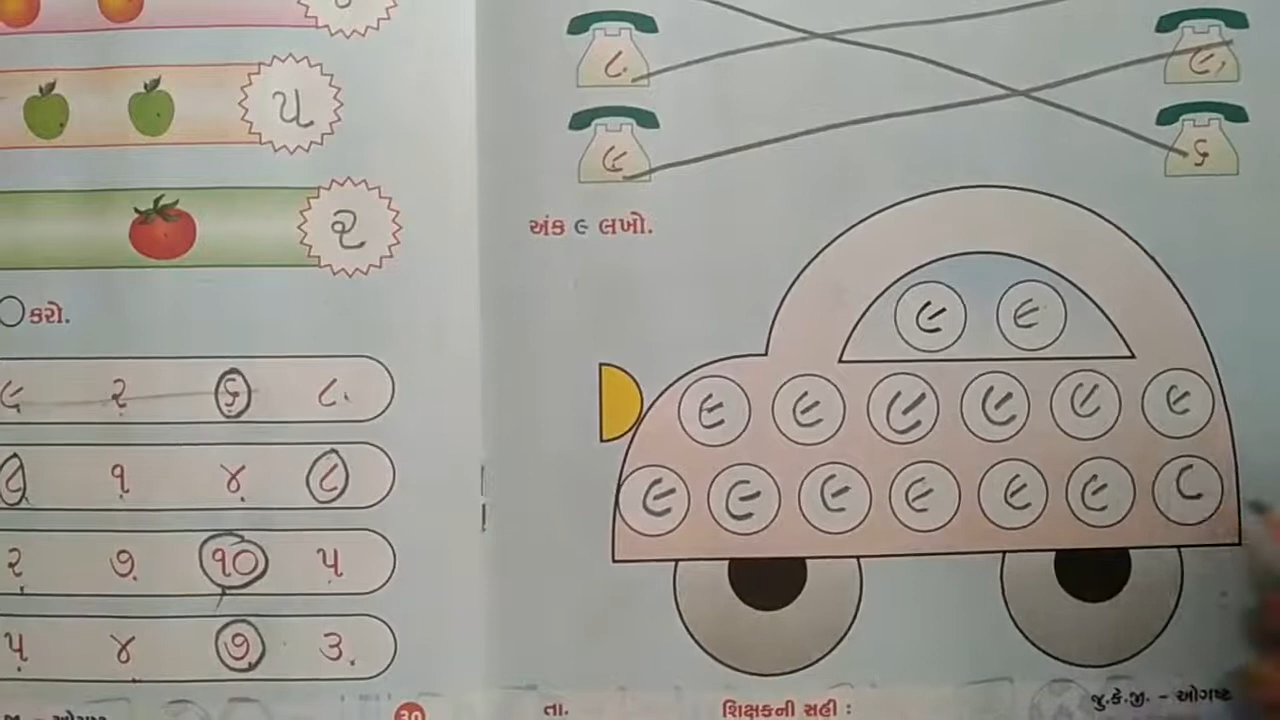 ૫
૨
કરો.
૯ ૨ ૬ ૮
૮ ૧ ૪ ૮
૨ ૭ ૧૦ ૫
૫ ૪ ૭ ૩
૩૦
૮ ૯
૯ ૬
અંક ૯ લખો.
૯ ૯
૯ ૯ ૯ ૯ ૯ ૯
૯ ૯ ૯ ૯ ૯ ૯ ૮
તા. શિક્ષકની સહી :
જુ.કે.જી. - ઓગષ્ટ